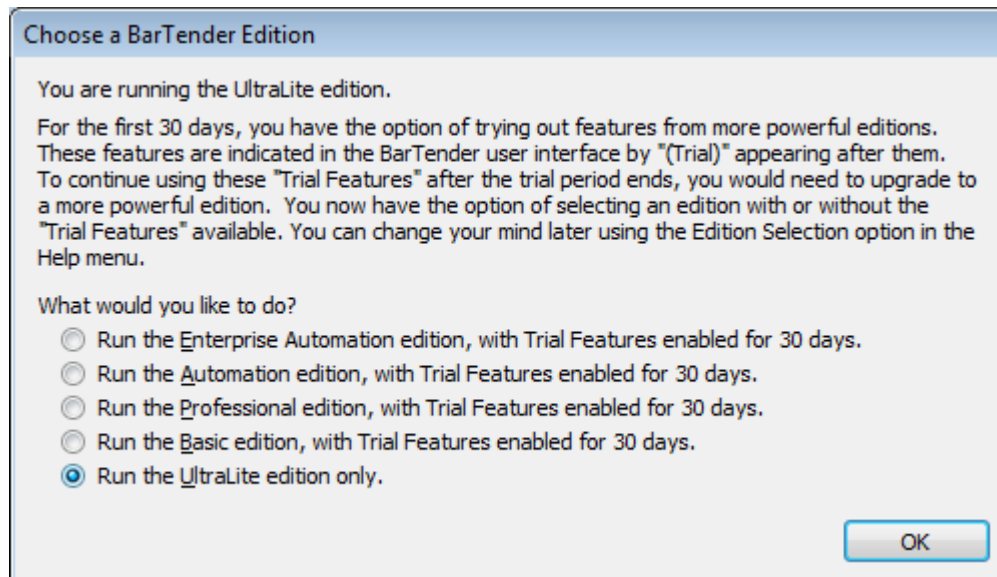 Choose a BarTender Edition
You are running the UltraLite edition.
For the first 30 days, you have the option of trying out features from more powerful editions.
These features are indicated in the BarTender user interface by "(Trial)" appearing after them.
To continue using these "Trial Features" after the trial period ends, you would need to upgrade to
a more powerful edition.  You now have the option of selecting an edition with or without the
"Trial Features" available. You can change your mind later using the Edition Selection option in the
Help menu.
What would you like to do?
Run the Enterprise Automation edition, with Trial Features enabled for 30 days.
Run the Automation edition, with Trial Features enabled for 30 days.
Run the Professional edition, with Trial Features enabled for 30 days.
Run the Basic edition, with Trial Features enabled for 30 days.
Run the UltraLite edition only.
OK